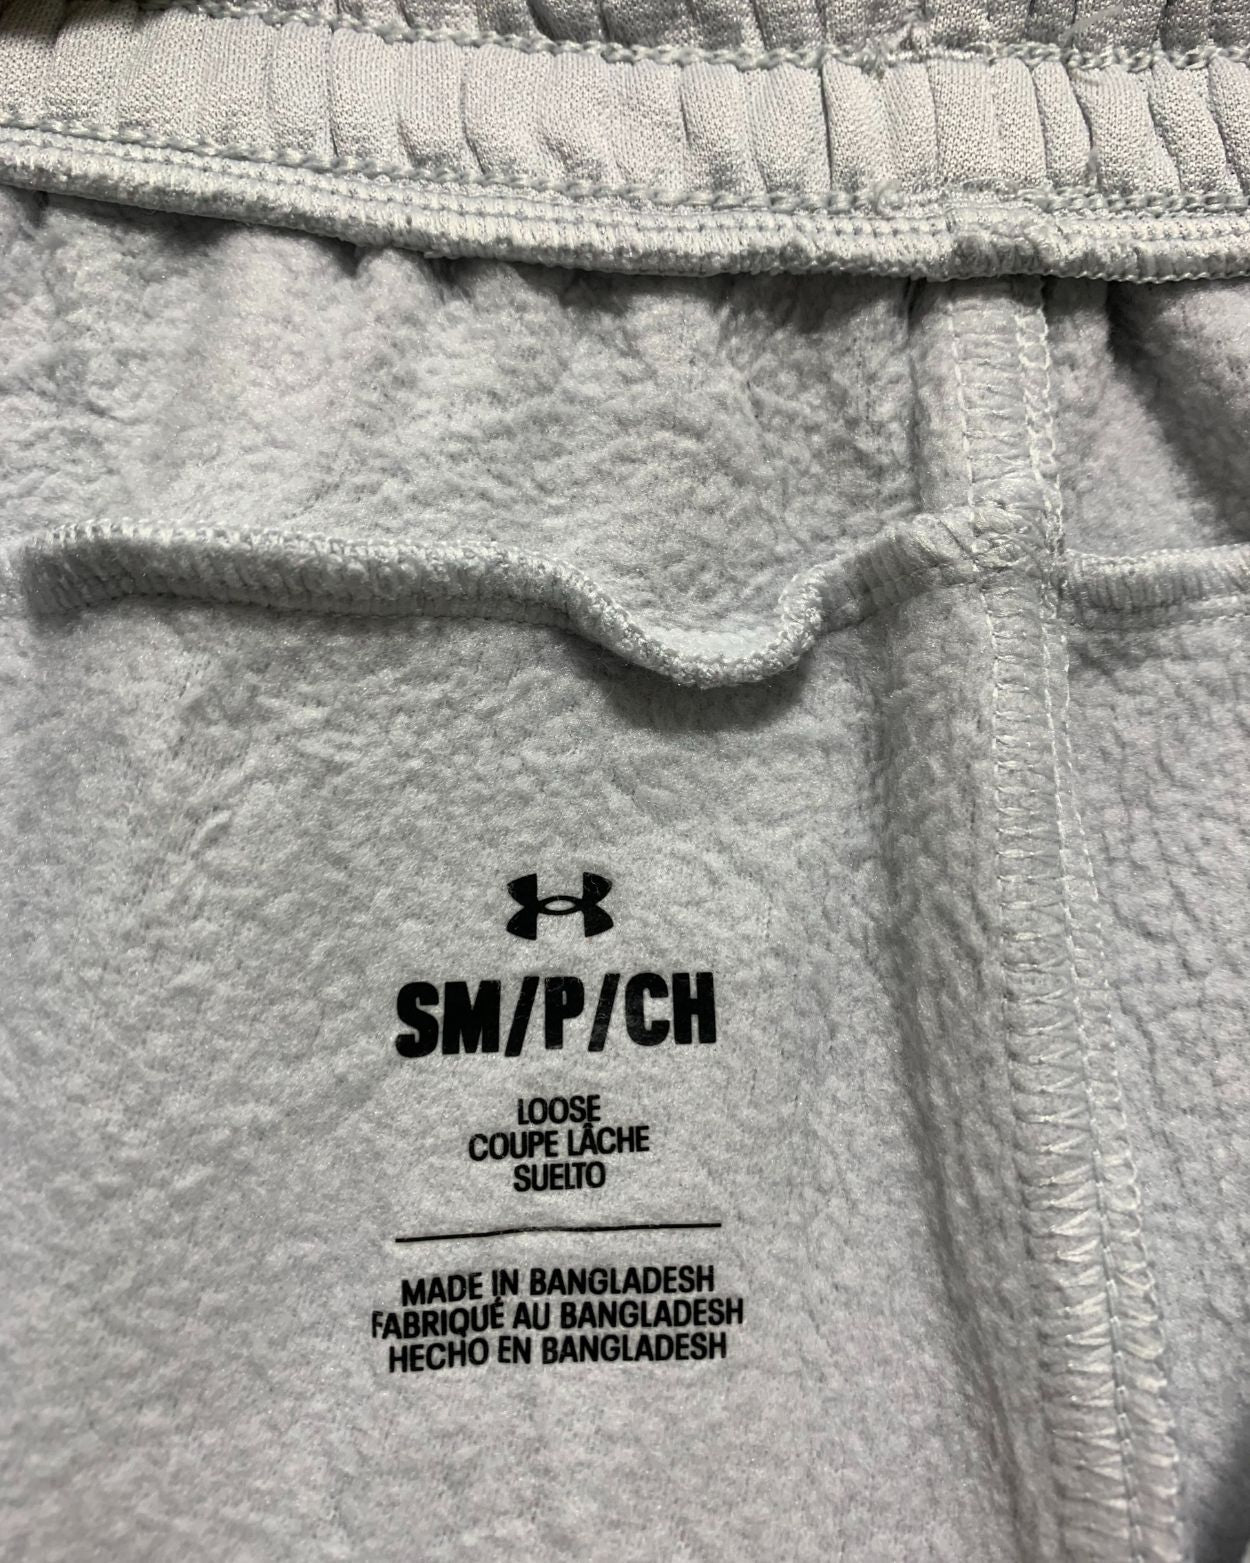 SM/P/CH
LOOSE
COUPE LÂCHE
SUELTO
MADE IN BANGLADESH
FABRIQUÉ AU BANGLADESH
HECHO EN BANGLADESH